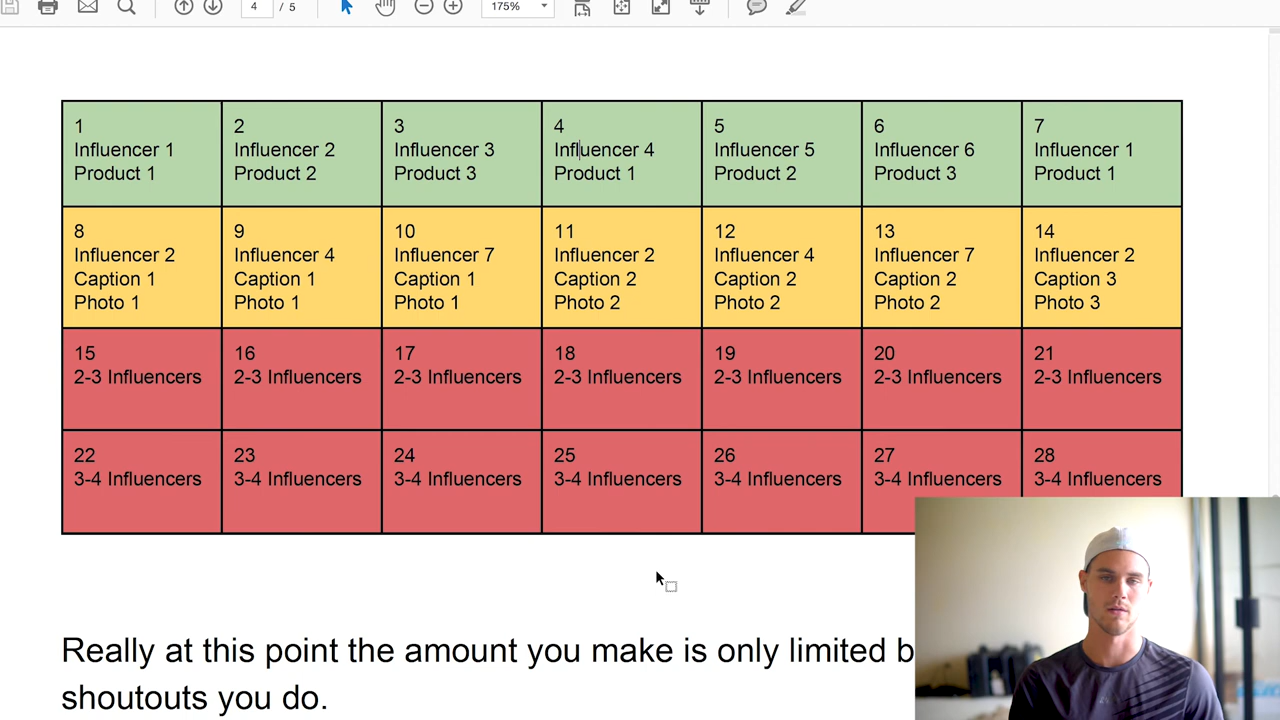 4 / 5
175%
1
Influencer 1
Product 1
2
Influencer 2
Product 2
3
Influencer 3
Product 3
4
Influencer 4
Product 1
5
Influencer 5
Product 2
6
Influencer 6
Product 3
7
Influencer 1
Product 1
8
Influencer 2
Caption 1
Photo 1
9
Influencer 4
Caption 1
Photo 1
10
Influencer 7
Caption 1
Photo 1
11
Influencer 2
Caption 2
Photo 2
12
Influencer 4
Caption 2
Photo 2
13
Influencer 7
Caption 2
Photo 2
14
Influencer 2
Caption 3
Photo 3
15
2-3 Influencers
16
2-3 Influencers
17
2-3 Influencers
18
2-3 Influencers
19
2-3 Influencers
20
2-3 Influencers
21
2-3 Influencers
22
3-4 Influencers
23
3-4 Influencers
24
3-4 Influencers
25
3-4 Influencers
26
3-4 Influencers
27
3-4 Influencers
28
3-4 Influencers
Really at this point the amount you make is only limited
shoutouts you do.